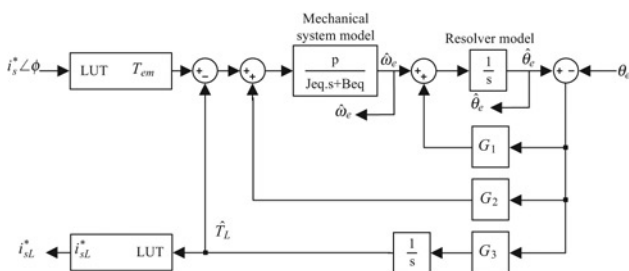 Mechanical
system model
Resolver model
i*s∠ϕ
LUT Tem
+
-
+
+
p
Jeq.s+Beq
ω̂e
ω̂e
+
+
1
s
θ̂e
θ̂e
+ -
θe
G1
G2
T̂L
i*sL
i*sL LUT
1
s
G3